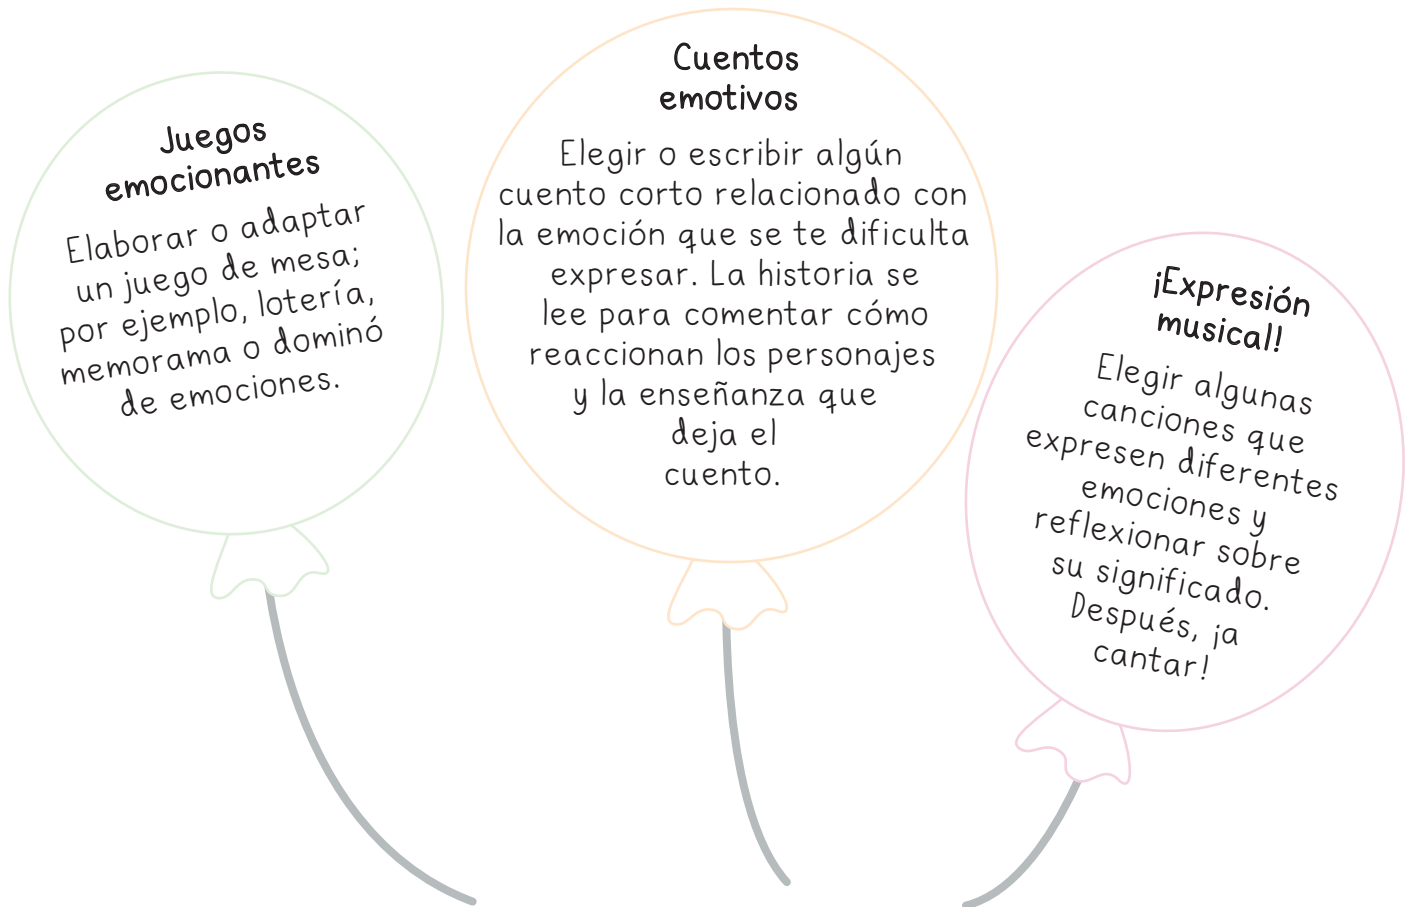 Juegos
emocionantes
Elaborar o adaptar
un juego de mesa;
por ejemplo, lotería,
memorama o dominó
de emociones.
Cuentos
emotivos
Elegir o escribir algún
cuento corto relacionado con
la emoción que se te dificulta
expresar. La historia se
lee para comentar cómo
reaccionan los personajes
y la enseñanza que
deja el
cuento.
¡Expresión
musical!
Elegir algunas
canciones que
expresen diferentes
emociones y
reflexionar sobre
su significado.
Después, ¡a
cantar!